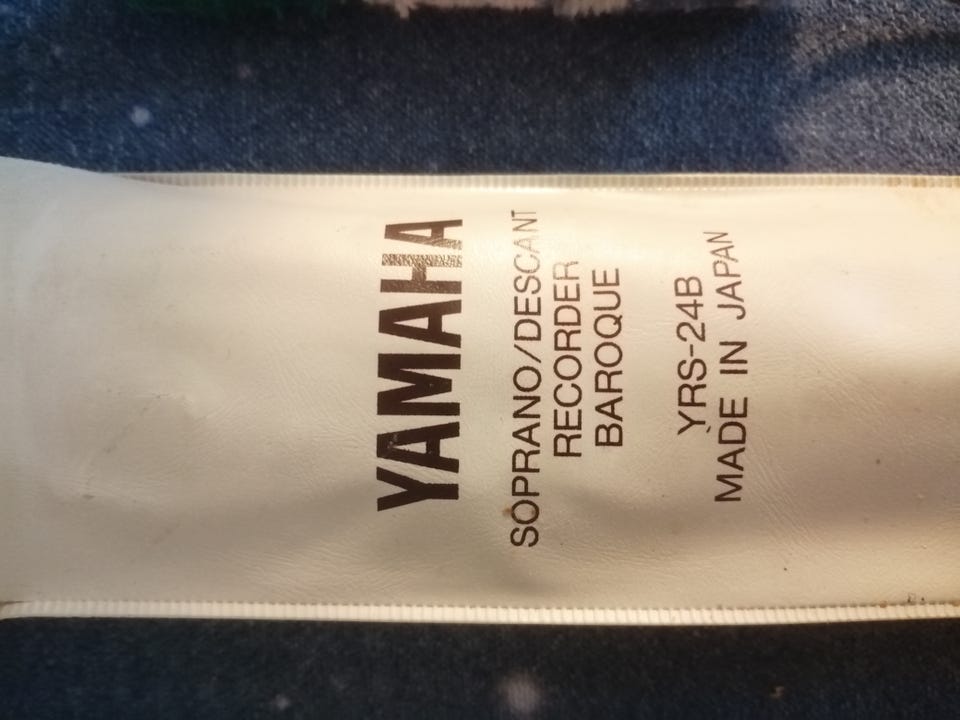 YAMAHA
SOPRANO/DESCANT
RECORDER
BAROQUE
YRS-24B
MADE IN JAPAN